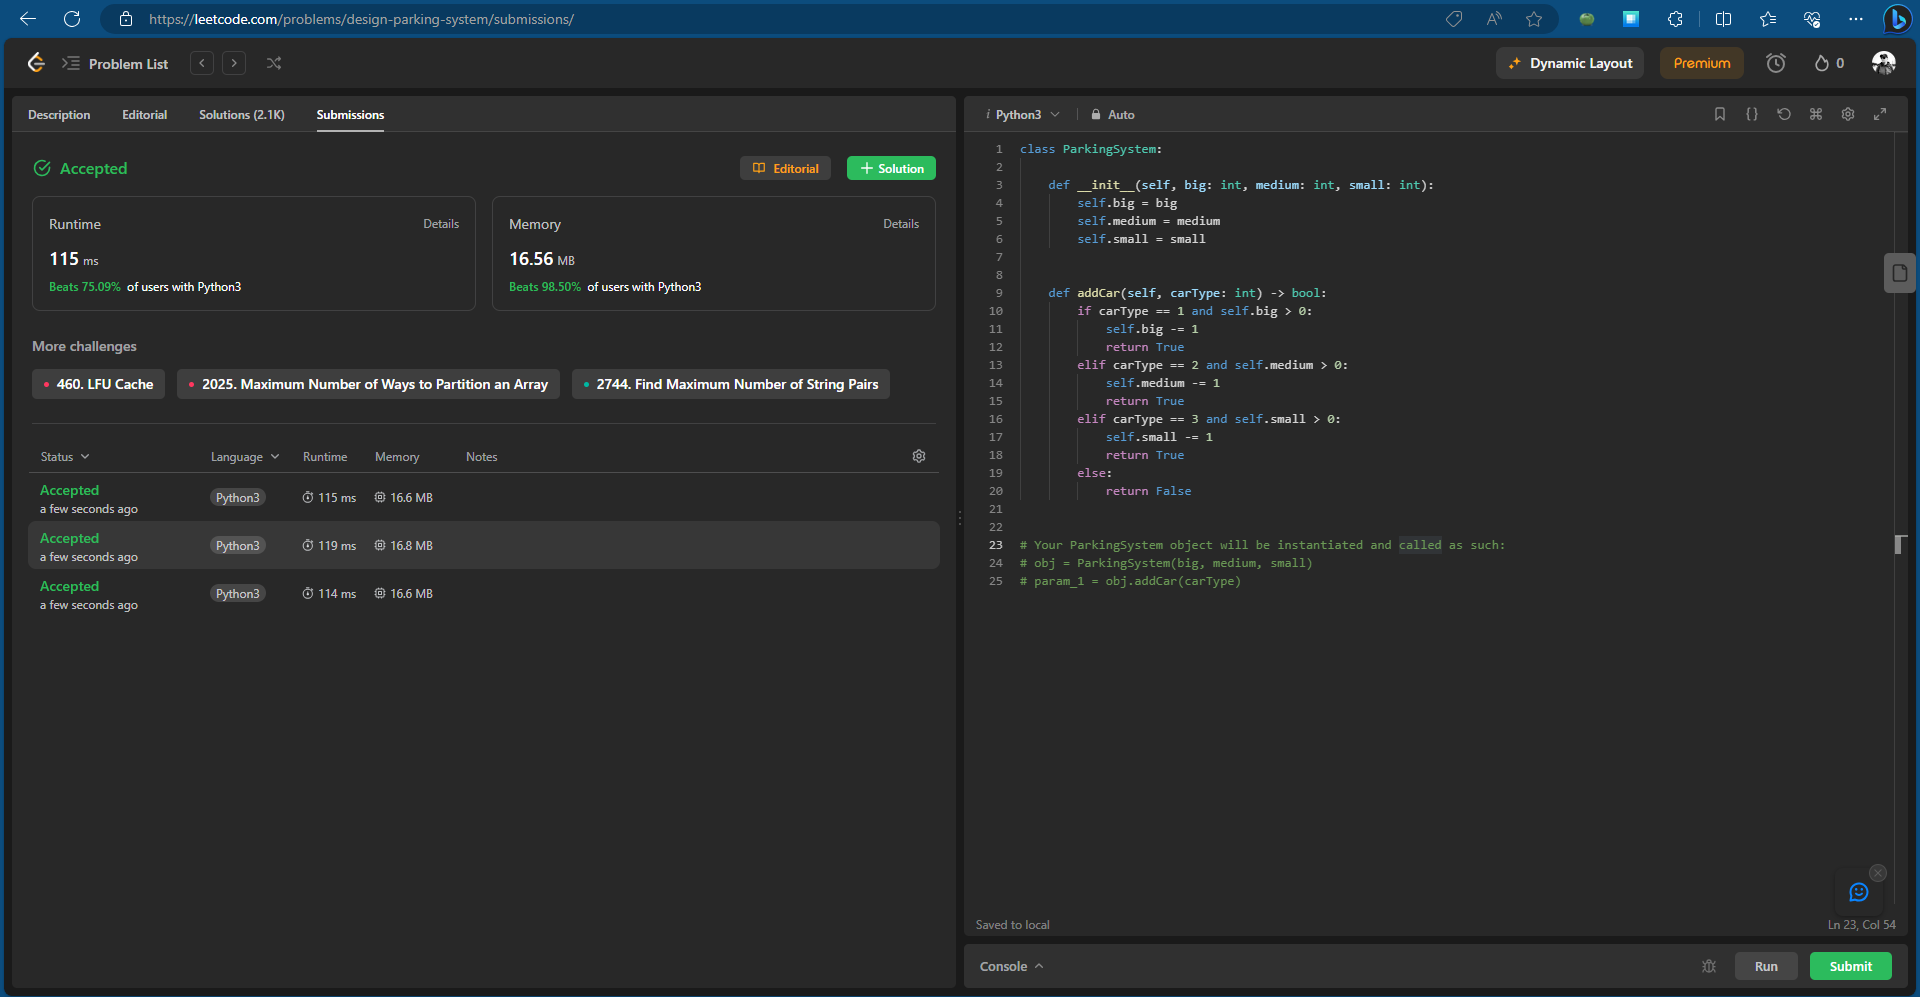 https://leetcode.com/problems/design-parking-system/submissions/
Problem List
Dynamic Layout
Premium
0
Description Editorial Solutions (2.1K) Submissions
Accepted
Editorial
Solution
Runtime Details
115 ms
Beats 75.09% of users with Python3
Memory Details
16.56 MB
Beats 98.50% of users with Python3
More challenges
460. LFU Cache
2025. Maximum Number of Ways to Partition an Array
2744. Find Maximum Number of String Pairs
Status Language Runtime Memory Notes
Accepted
a few seconds ago
Python3 115 ms 16.6 MB
Accepted
a few seconds ago
Python3 119 ms 16.8 MB
Accepted
a few seconds ago
Python3 114 ms 16.6 MB
i Python3 Auto
1 class ParkingSystem:
2
3 def __init__(self, big: int, medium: int, small: int):
4 self.big = big
5 self.medium = medium
6 self.small = small
7
8
9 def addCar(self, carType: int) -> bool:
10 if carType == 1 and self.big > 0:
11 self.big -= 1
12 return True
13 elif carType == 2 and self.medium > 0:
14 self.medium -= 1
15 return True
16 elif carType == 3 and self.small > 0:
17 self.small -= 1
18 return True
19 else:
20 return False
21
22
23 # Your ParkingSystem object will be instantiated and called as such:
24 # obj = ParkingSystem(big, medium, small)
25 # param_1 = obj.addCar(carType)
Saved to local
Ln 23, Col 54
Console
Run
Submit